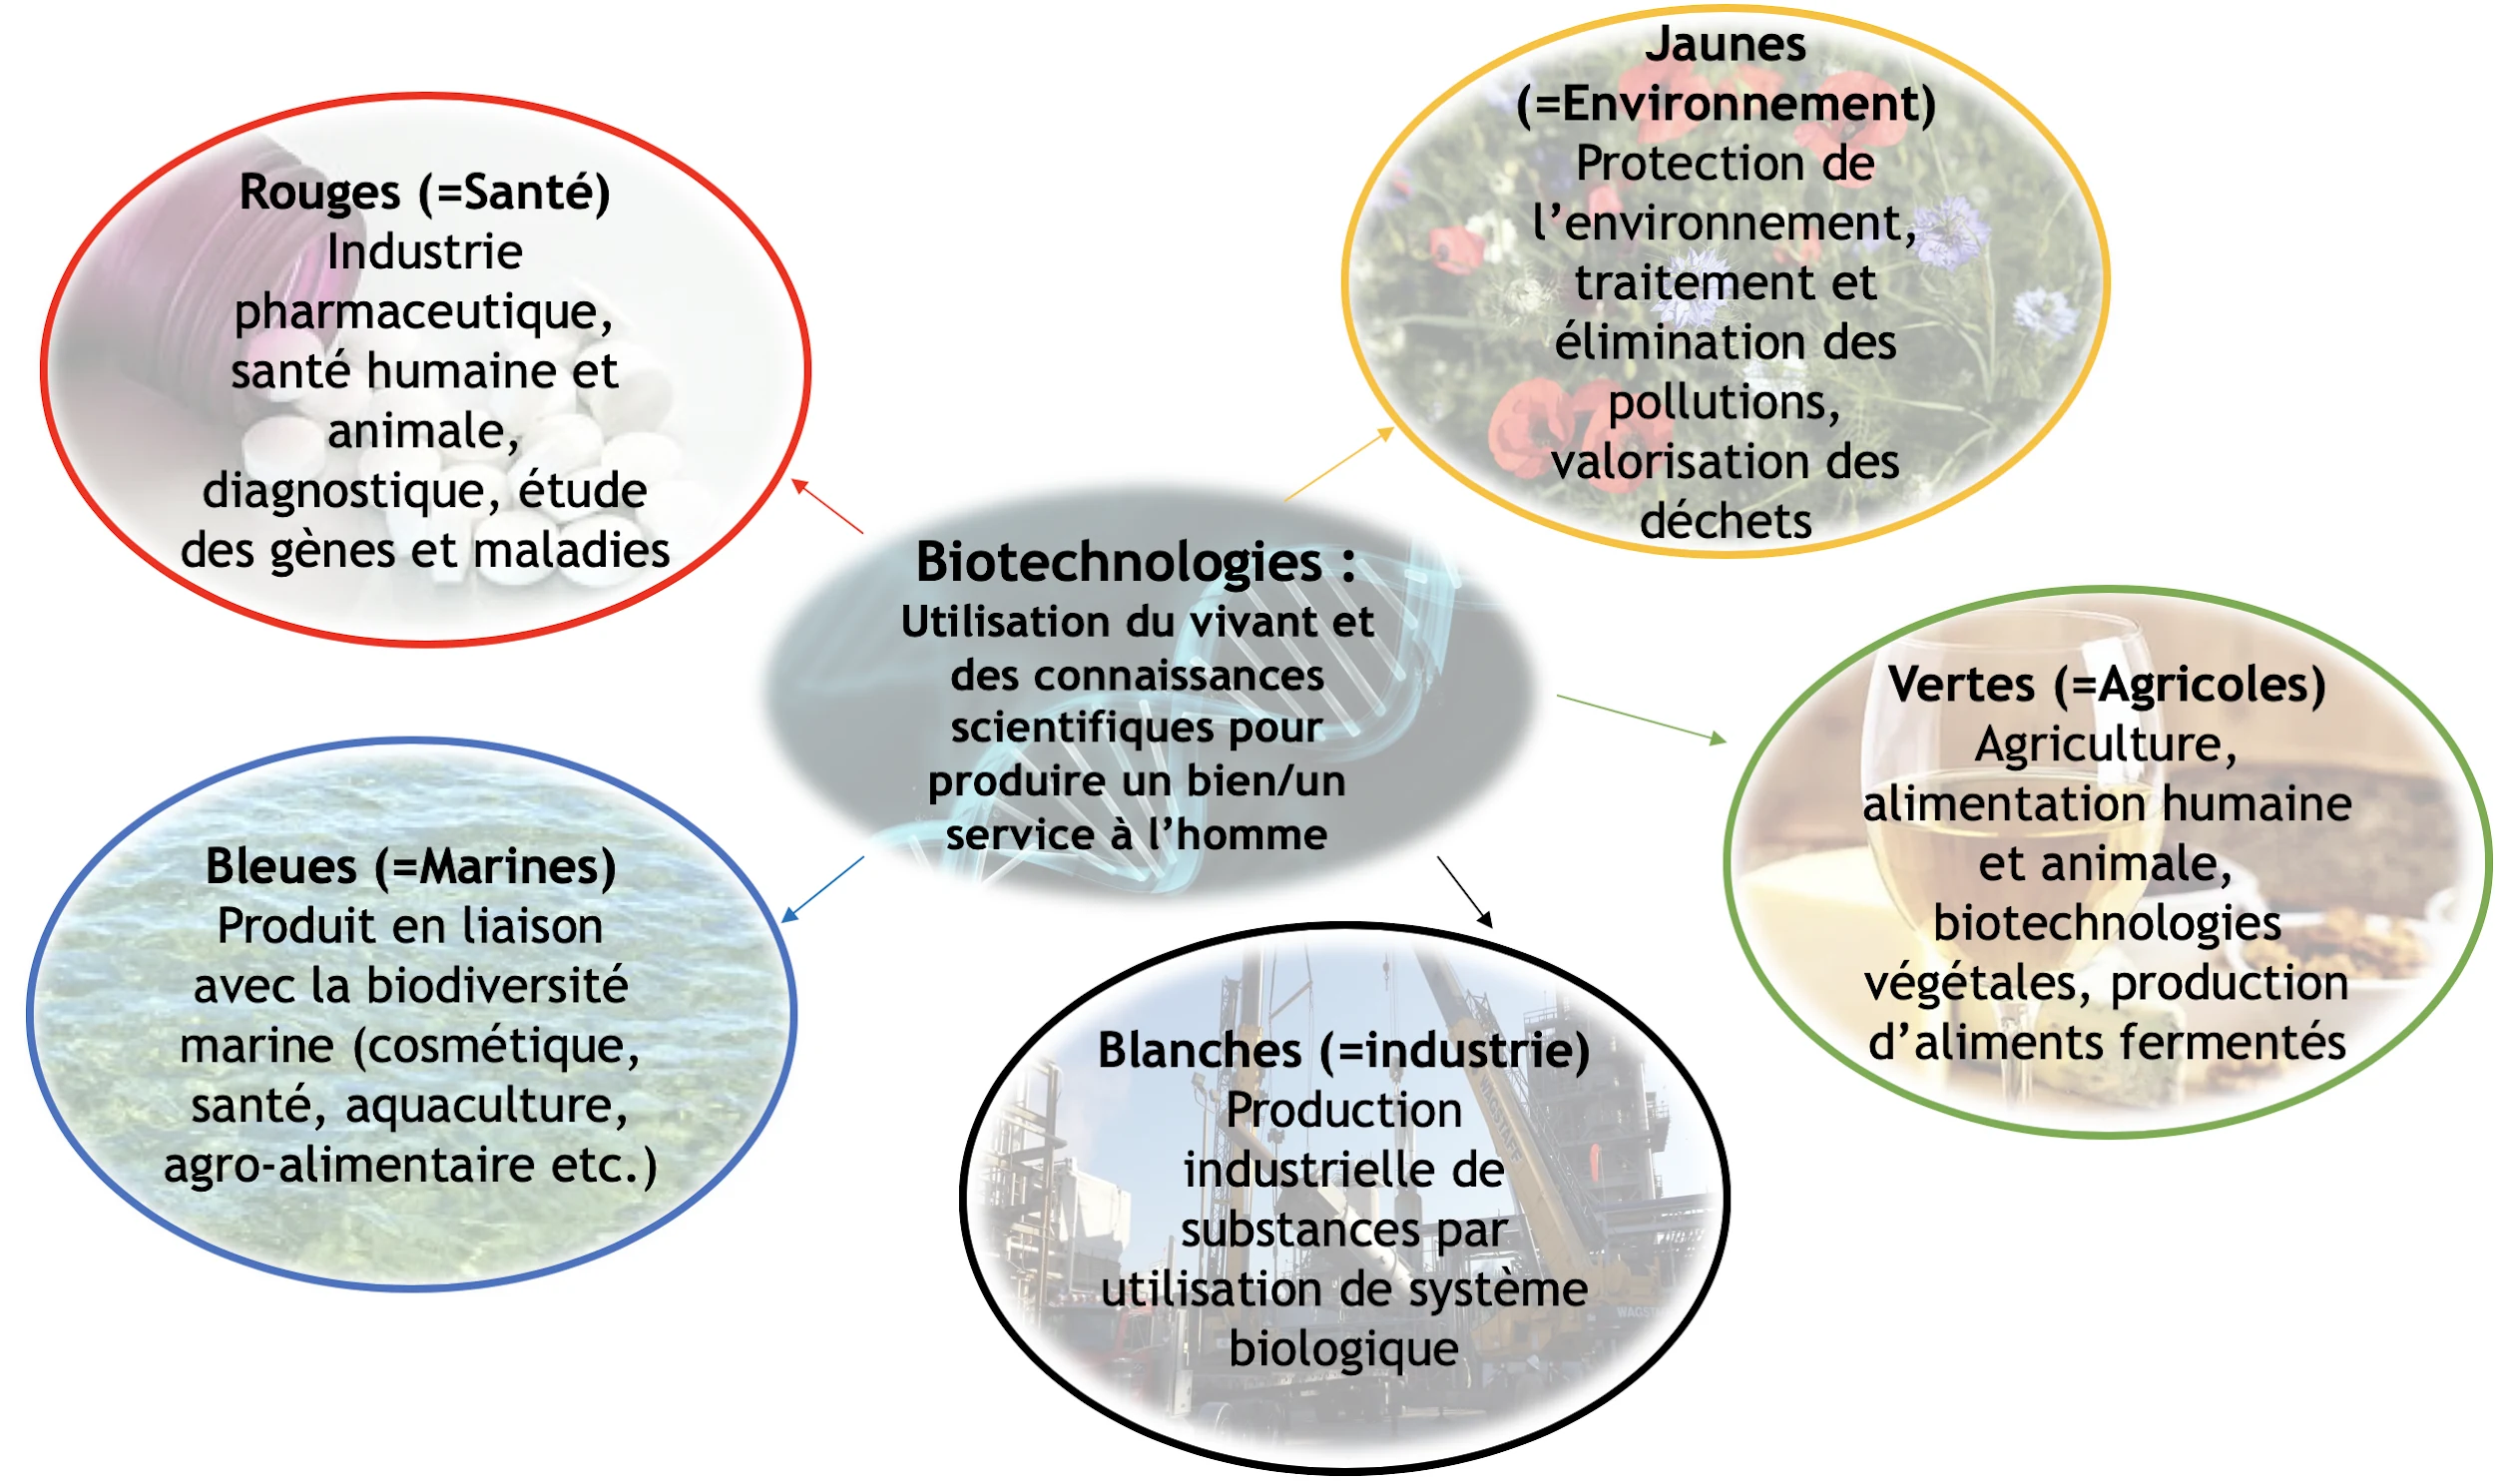 Jaunes
(=Environnement)
Protection de
l’environnement,
traitement et
élimination des
pollutions,
valorisation des
déchets
Rouges (=Santé)
Industrie
pharmaceutique,
santé humaine et
animale,
diagnostique, étude
des gènes et maladies
Biotechnologies :
Utilisation du vivant et
des connaissances
scientifiques pour
produire un bien/un
service à l’homme
Vertes (=Agricoles)
Agriculture,
alimentation humaine
et animale,
biotechnologies
végétales, production
d’aliments fermentés
Bleues (=Marines)
Produit en liaison
avec la biodiversité
marine (cosmétique,
santé, aquaculture,
agro-alimentaire etc.)
Blanches (=industrie)
Production
industrielle de
substances par
utilisation de système
biologique
WAGSTAFF